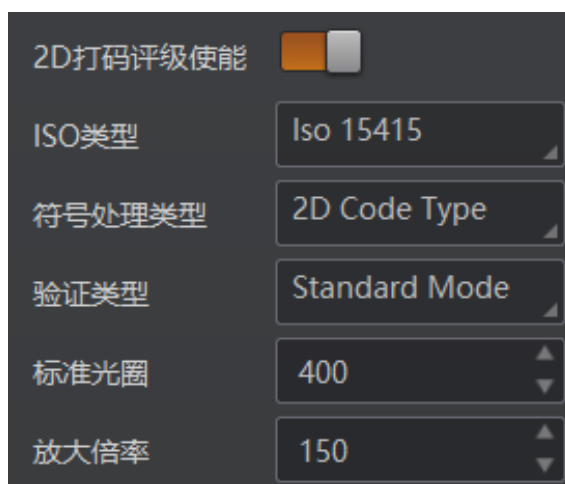 2D打码评级使能
ISO类型 Iso 15415
符号处理类型 2D Code Type
验证类型 Standard Mode
标准光圈 400
放大倍率 150